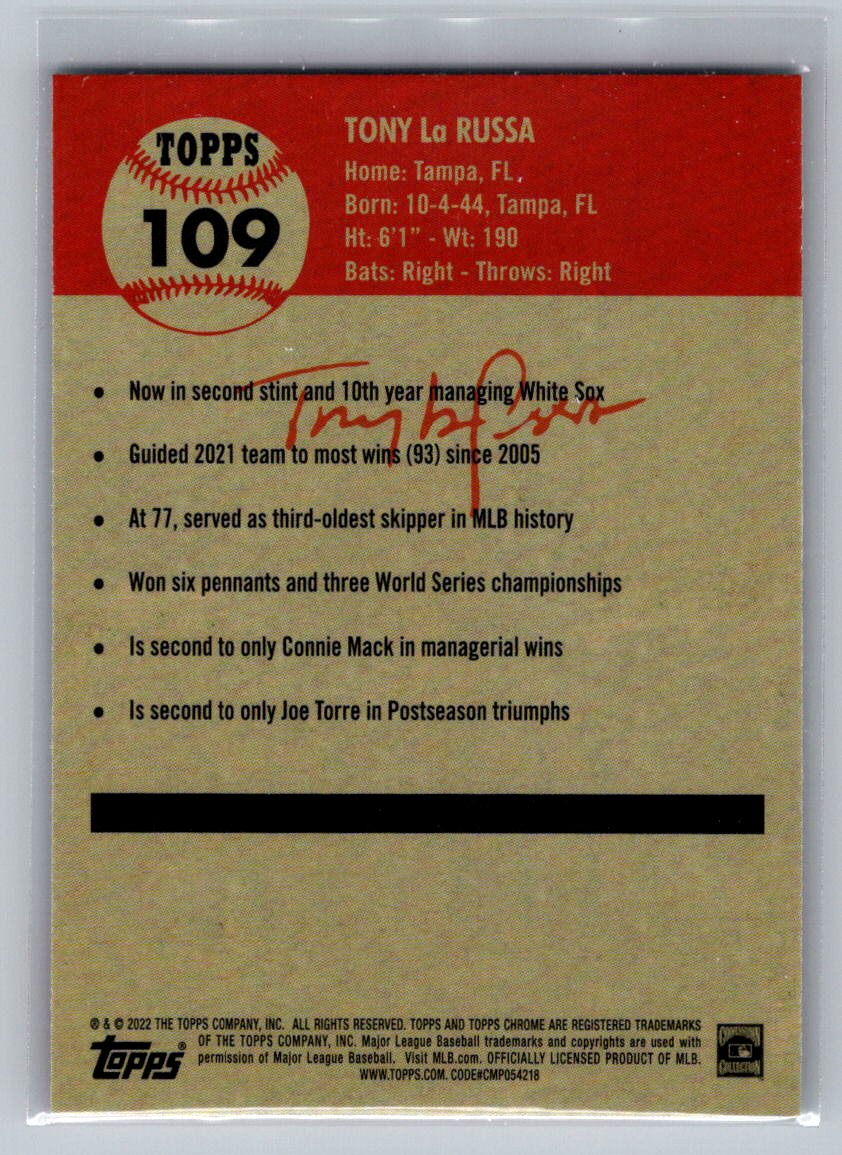 TOPPS
109
TONY La RUSSA
Home: Tampa, FL.
Born: 10-4-44, Tampa, FL
Ht: 6'1" - Wt: 190
Bats: Right - Throws: Right
Tony La Russa
• Now in second stint and 10th year managing White Sox
• Guided 2021 team to most wins (93) since 2005
• At 77, served as third-oldest skipper in MLB history
• Won six pennants and three World Series championships
• Is second to only Connie Mack in managerial wins
• Is second to only Joe Torre in Postseason triumphs
® & © 2022 THE TOPPS COMPANY, INC. ALL RIGHTS RESERVED. TOPPS AND TOPPS CHROME ARE REGISTERED TRADEMARKS
OF THE TOPPS COMPANY, INC. Major League Baseball trademarks and copyrights are used with
permission of Major League Baseball. Visit MLB.com. OFFICIALLY LICENSED PRODUCT OF MLB.
WWW.TOPPS.COM. CODE#CMP054218
Topps®
COOPERSTOWN
COLLECTION